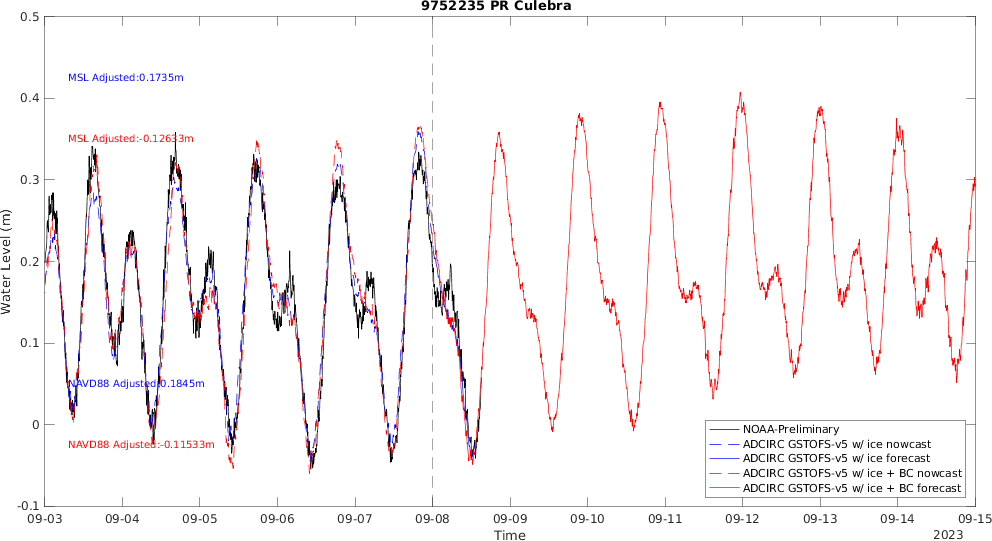 9752235 PR Culebra
0.5
0.4
0.3
0.2
0.1
0
-0.1
Water Level (m)
MSL Adjusted:0.1735m
MSL Adjusted:-0.12633m
NAVD88 Adjusted:0.1845m
NAVD88 Adjusted:-0.11533m
NOAA-Preliminary
ADCIRC GSTOFS-v5 w/ ice nowcast
ADCIRC GSTOFS-v5 w/ ice forecast
ADCIRC GSTOFS-v5 w/ ice + BC nowcast
ADCIRC GSTOFS-v5 w/ ice + BC forecast
09-03 09-04 09-05 09-06 09-07 09-08 09-09 09-10 09-11 09-12 09-13 09-14 09-15
Time
2023